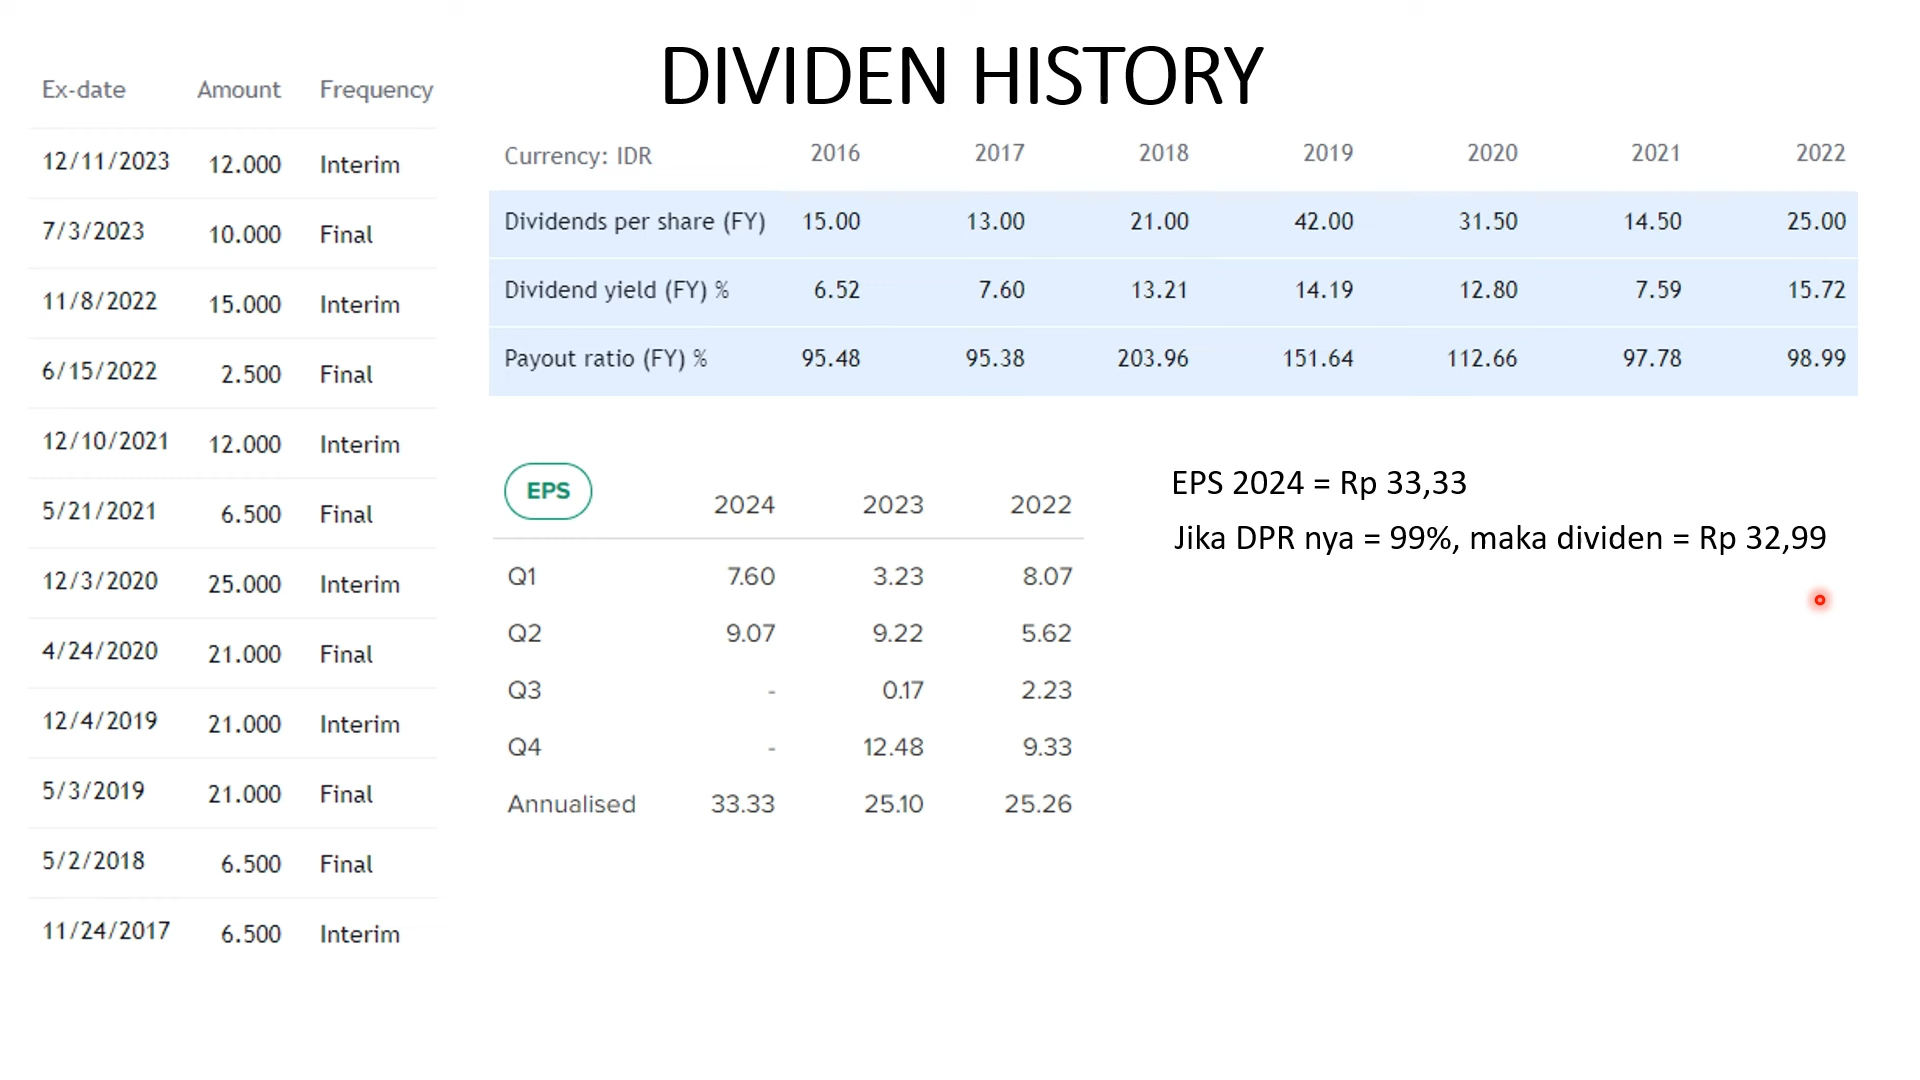 DIVIDEN HISTORY
Ex-date Amount Frequency
12/11/2023 12.000 Interim
7/3/2023 10.000 Final
11/8/2022 15.000 Interim
6/15/2022 2.500 Final
12/10/2021 12.000 Interim
5/21/2021 6.500 Final
12/3/2020 25.000 Interim
4/24/2020 21.000 Final
12/4/2019 21.000 Interim
5/3/2019 21.000 Final
5/2/2018 6.500 Final
11/24/2017 6.500 Interim
Currency: IDR 2016 2017 2018 2019 2020 2021 2022
Dividends per share (FY) 15.00 13.00 21.00 42.00 31.50 14.50 25.00
Dividend yield (FY) % 6.52 7.60 13.21 14.19 12.80 7.59 15.72
Payout ratio (FY) % 95.48 95.38 203.96 151.64 112.66 97.78 98.99
EPS 2024 2023 2022
Q1 7.60 3.23 8.07
Q2 9.07 9.22 5.62
Q3 - 0.17 2.23
Q4 - 12.48 9.33
Annualised 33.33 25.10 25.26
EPS 2024 = Rp 33,33
Jika DPR nya = 99%, maka dividen = Rp 32,99